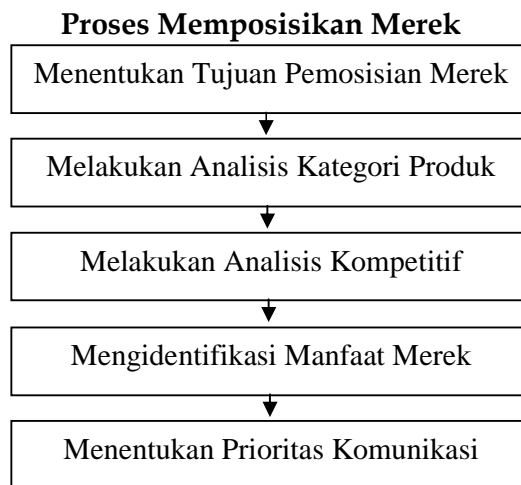 Proses Memposisikan Merek
Menentukan Tujuan Pemosisian Merek
Melakukan Analisis Kategori Produk
Melakukan Analisis Kompetitif
Mengidentifikasi Manfaat Merek
Menentukan Prioritas Komunikasi